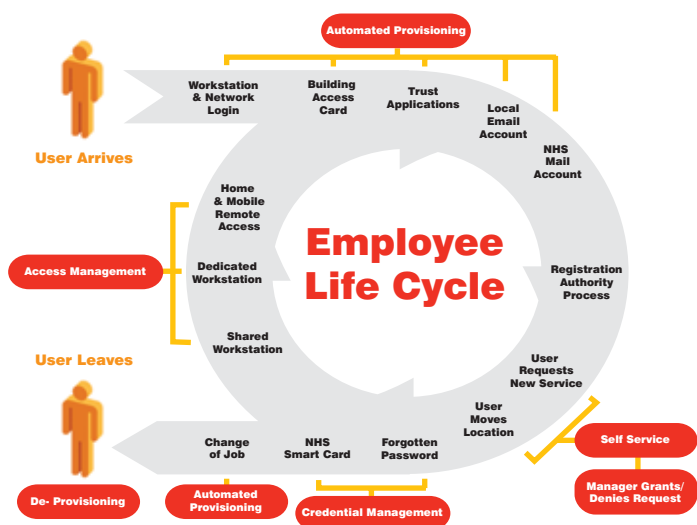 Automated Provisioning
Workstation
& Network
Login
Building
Access
Card
Trust
Applications
Local
Email
Account
NHS
Mail
Account
User Arrives
Home
& Mobile
Remote
Access
Employee
Life Cycle
Access Management
Dedicated
Workstation
Registration
Authority
Process
Shared
Workstation
User Leaves
User
Requests
New Service
User
Moves
Location
Change
of Job
NHS
Smart Card
Forgotten
Password
Self Service
Manager Grants/
Denies Request
De- Provisioning
Automated
Provisioning
Credential Management